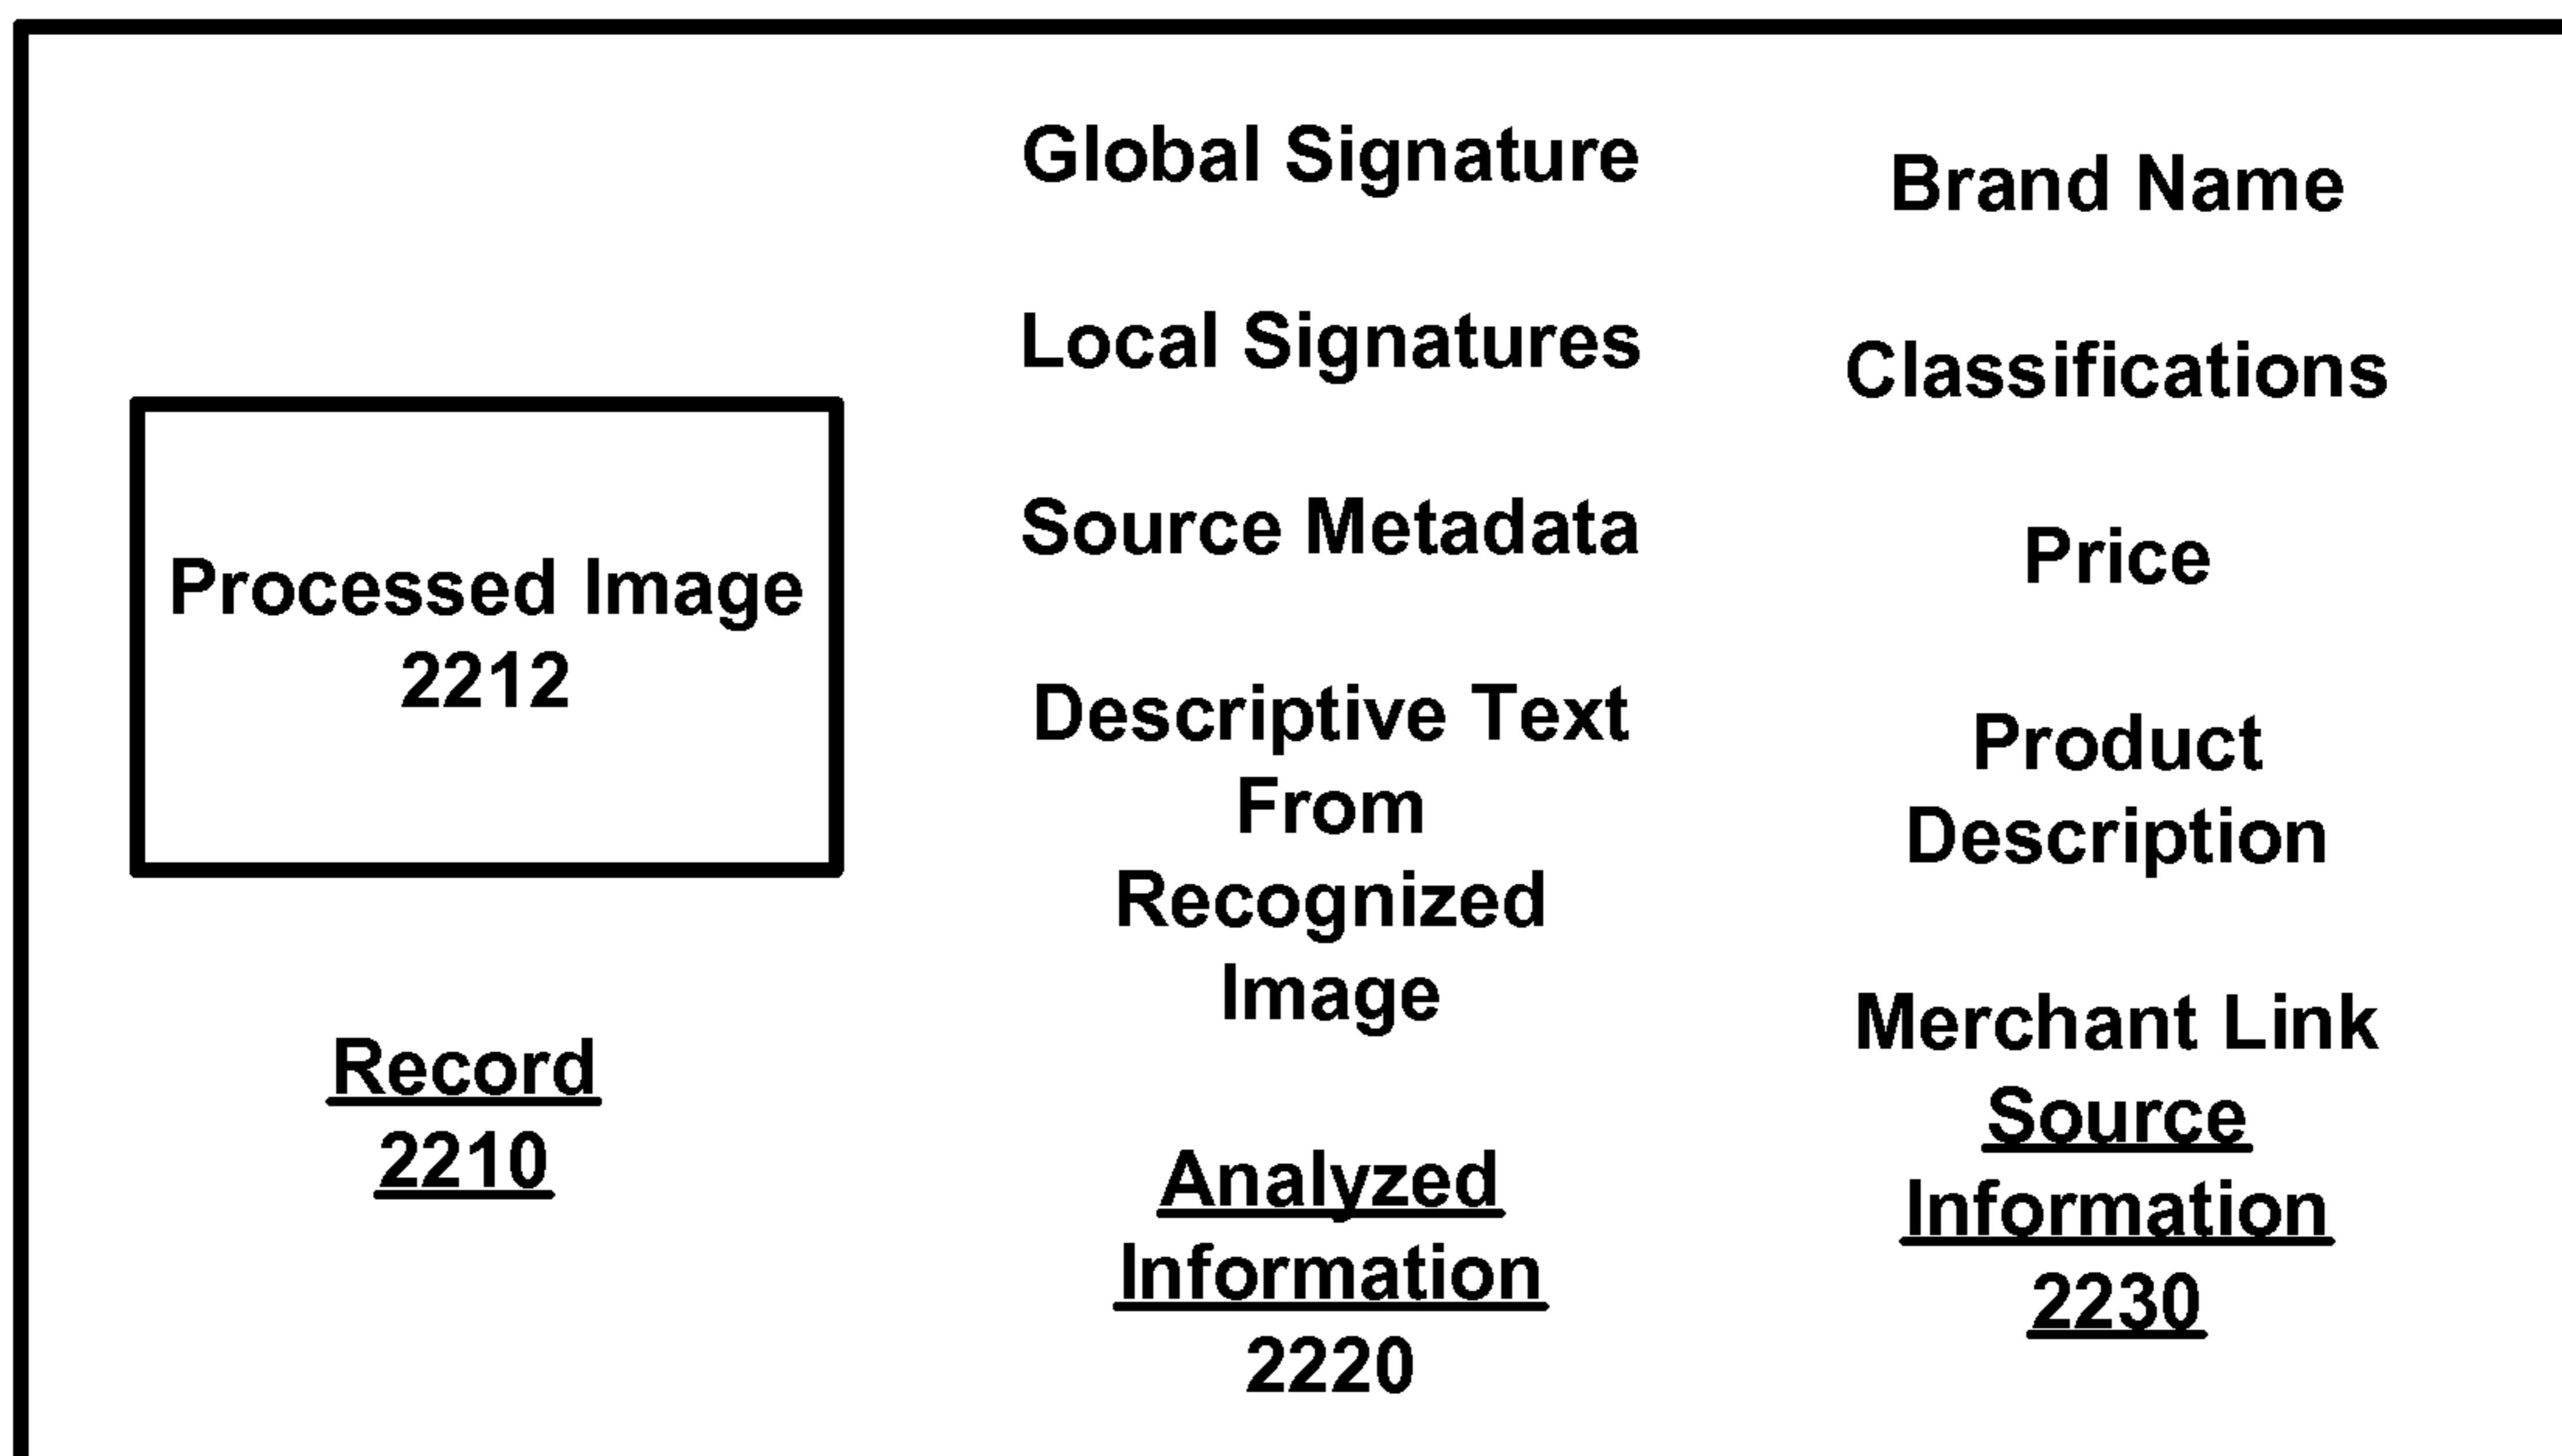 Processed Image
2212
Record
2210
Global Signature
Local Signatures
Source Metadata
Descriptive Text
From
Recognized
Image
Analyzed
Information
2220
Brand Name
Classifications
Price
Product
Description
Merchant Link
Source
Information
2230